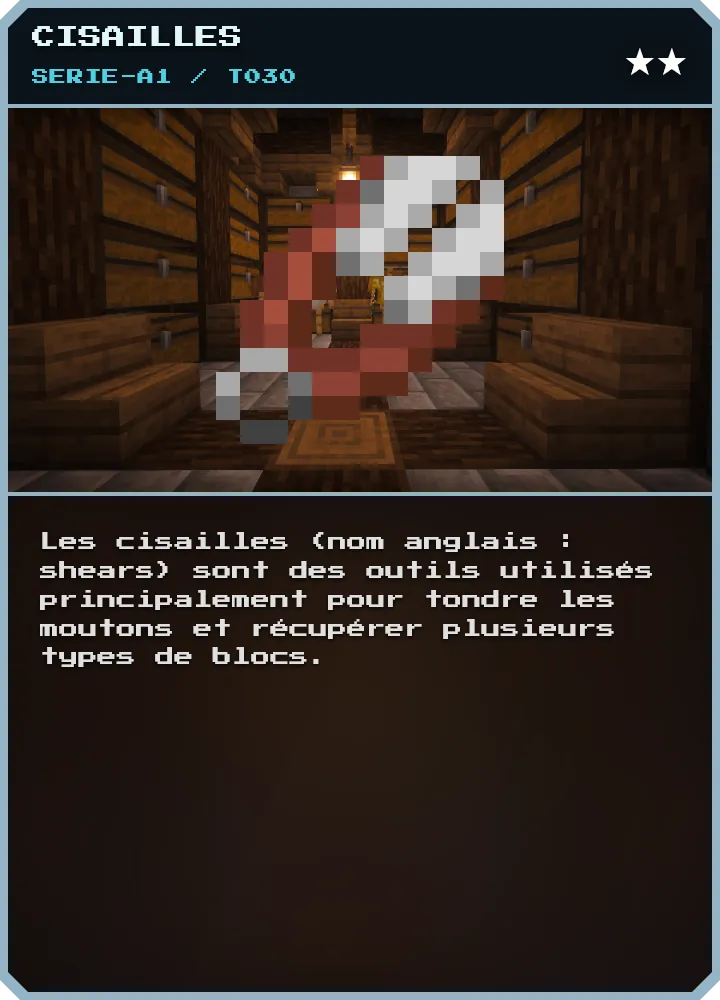 CISAILLES
SERIE-A1 / T030
★★
Les cisailles (nom anglais :
shears) sont des outils utilisés
principalement pour tondre les
moutons et récupérer plusieurs
types de blocs.